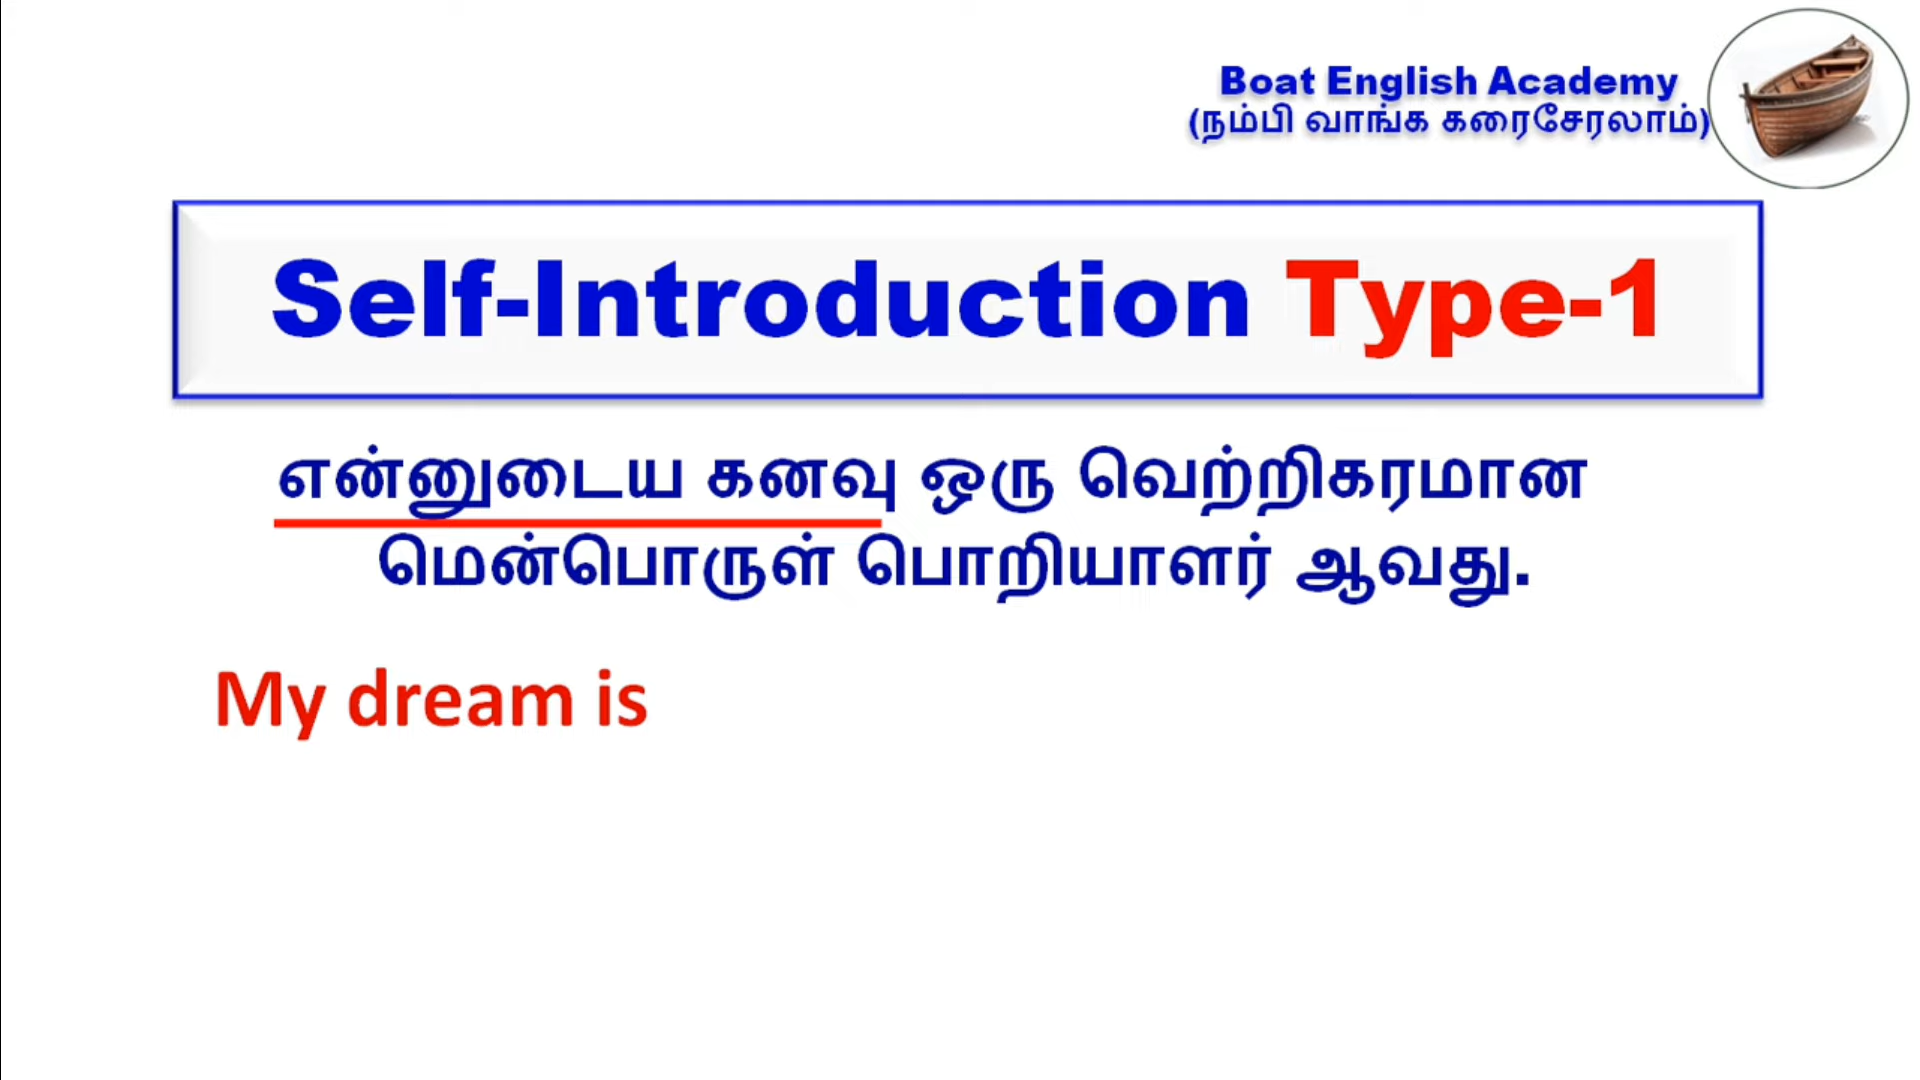 Boat English Academy
(நம்பி வாங்க கரைசேரலாம்)
Self-Introduction Type-1
என்னுடைய கனவு ஒரு வெற்றிகரமான
மென்பொருள் பொறியாளர் ஆவது.
My dream is